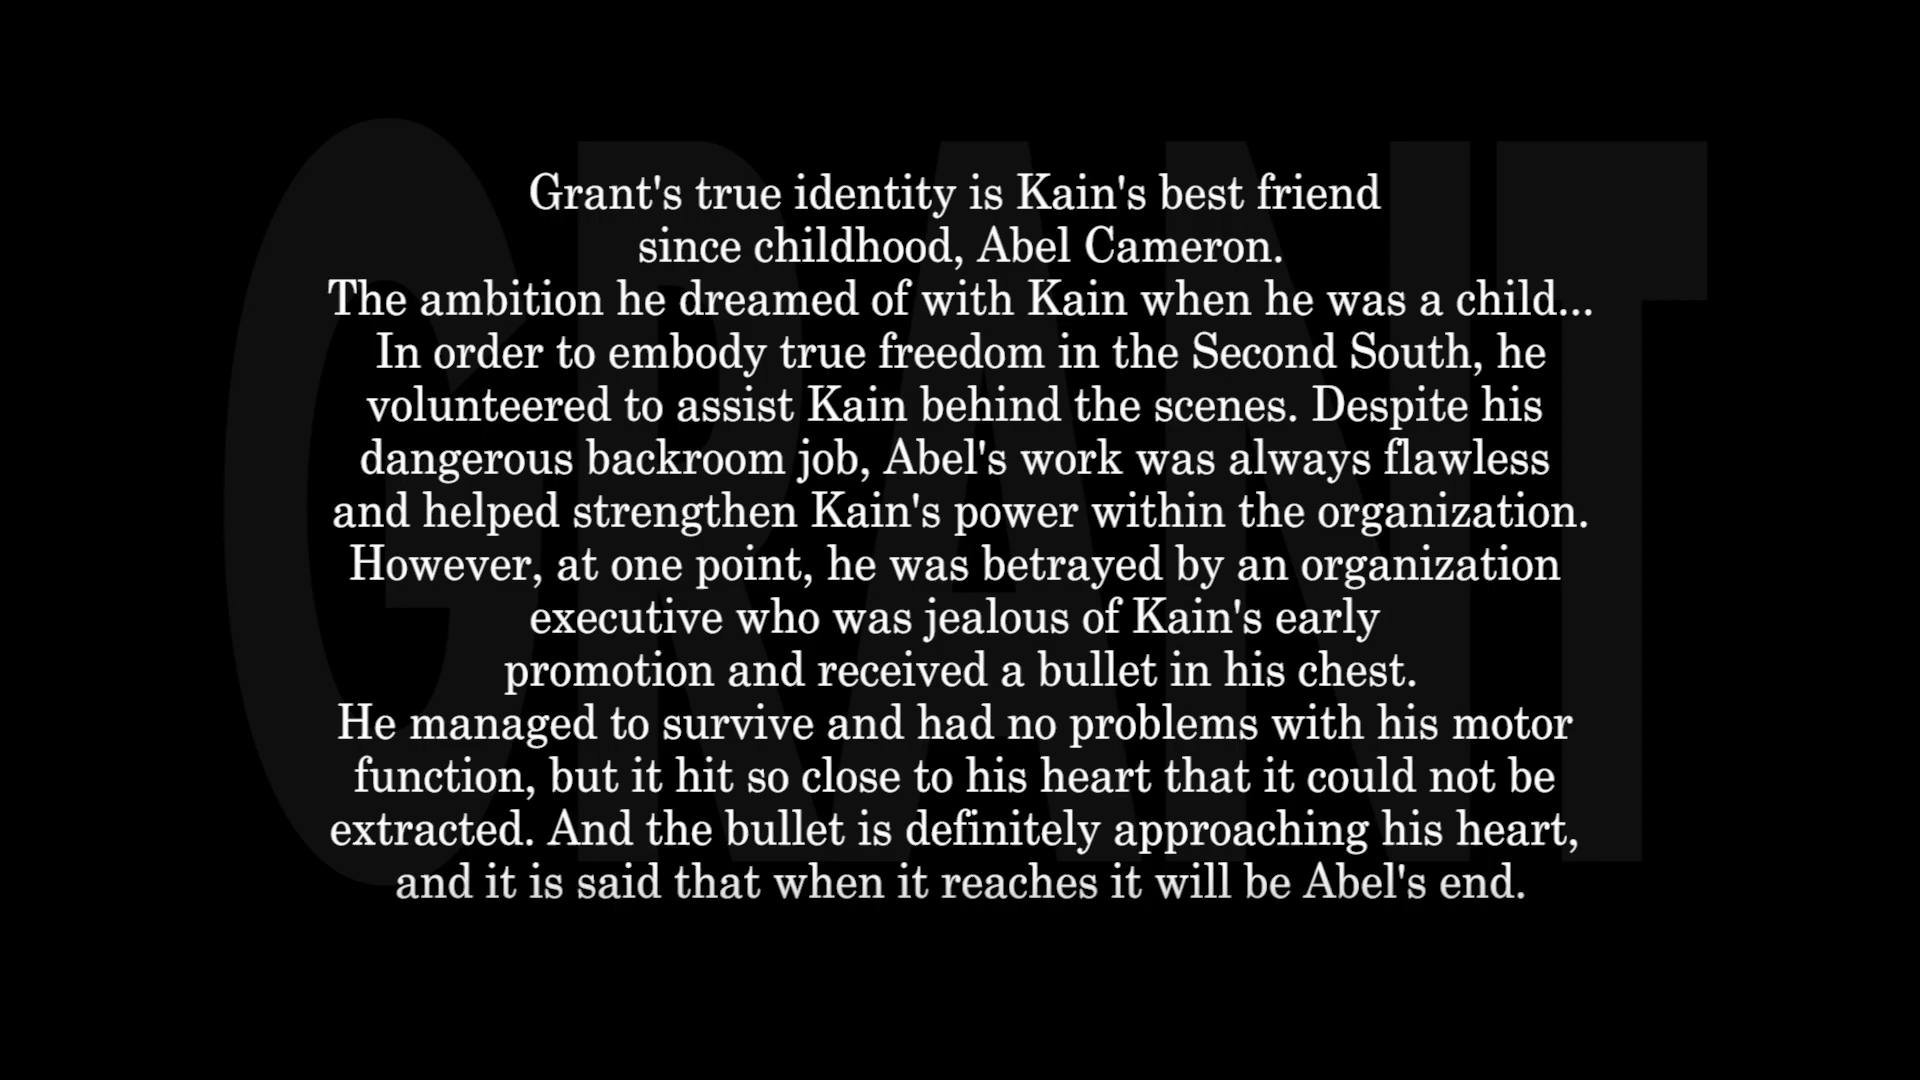 GRANT
Grant's true identity is Kain's best friend
since childhood, Abel Cameron.
The ambition he dreamed of with Kain when he was a child...
In order to embody true freedom in the Second South, he
volunteered to assist Kain behind the scenes. Despite his
dangerous backroom job, Abel's work was always flawless
and helped strengthen Kain's power within the organization.
However, at one point, he was betrayed by an organization
executive who was jealous of Kain's early
promotion and received a bullet in his chest.
He managed to survive and had no problems with his motor
function, but it hit so close to his heart that it could not be
extracted. And the bullet is definitely approaching his heart,
and it is said that when it reaches it will be Abel's end.